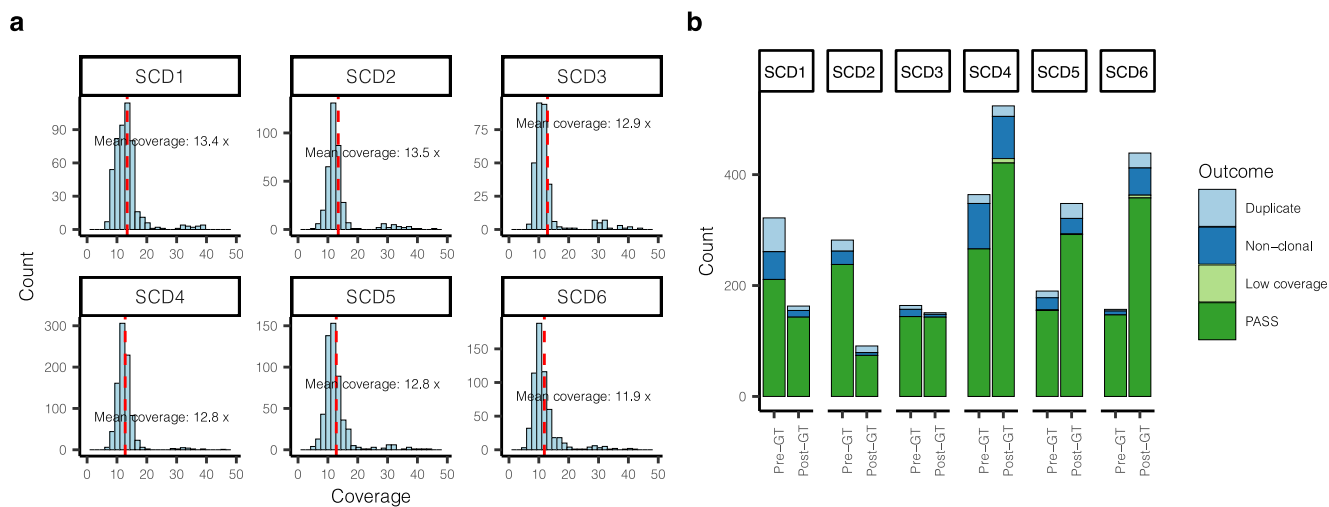 a
Count
SCD1
Mean coverage: 13.4 x
90
60
30
0
0 10 20 30 40 50
SCD2
Mean coverage: 13.5 x
100
50
0
0 10 20 30 40 50
SCD3
Mean coverage: 12.9 x
75
50
25
0
0 10 20 30 40 50
SCD4
Mean coverage: 12.8 x
300
200
100
0
0 10 20 30 40 50
SCD5
Mean coverage: 12.8 x
150
100
50
0
0 10 20 30 40 50
SCD6
Mean coverage: 11.9 x
150
100
50
0
0 10 20 30 40 50
Coverage
b
SCD1 SCD2 SCD3 SCD4 SCD5 SCD6
Count
400
200
0
Pre−GT
Post−GT
Pre−GT
Post−GT
Pre−GT
Post−GT
Pre−GT
Post−GT
Pre−GT
Post−GT
Pre−GT
Post−GT
Outcome
Duplicate
Non−clonal
Low coverage
PASS